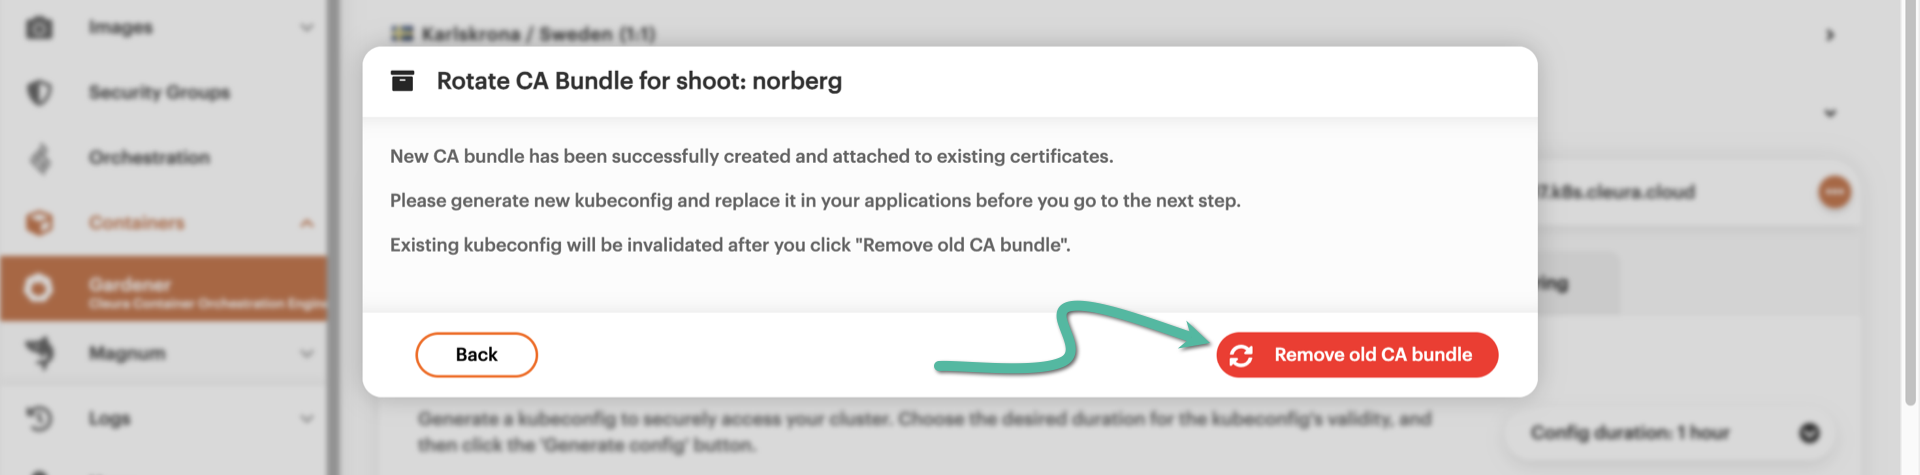 Images
Karlskrona / Sweden (1:1)
Rotate CA Bundle for shoot: norberg
Security Groups
New CA bundle has been successfully created and attached to existing certificates.
Orchestration
Please generate new kubeconfig and replace it in your applications before you go to the next step.
7.k8s.cleura.cloud
Containers
Existing kubeconfig will be invalidated after you click "Remove old CA bundle".
Gardener
Cleura Container Orchestration Engin
Magnum
Back
Remove old CA bundle
Logs
Generate a kubeconfig to securely access your cluster. Choose the desired duration for the kubeconfig's validity, and
then click the 'Generate config' button.
Config duration: 1 hour